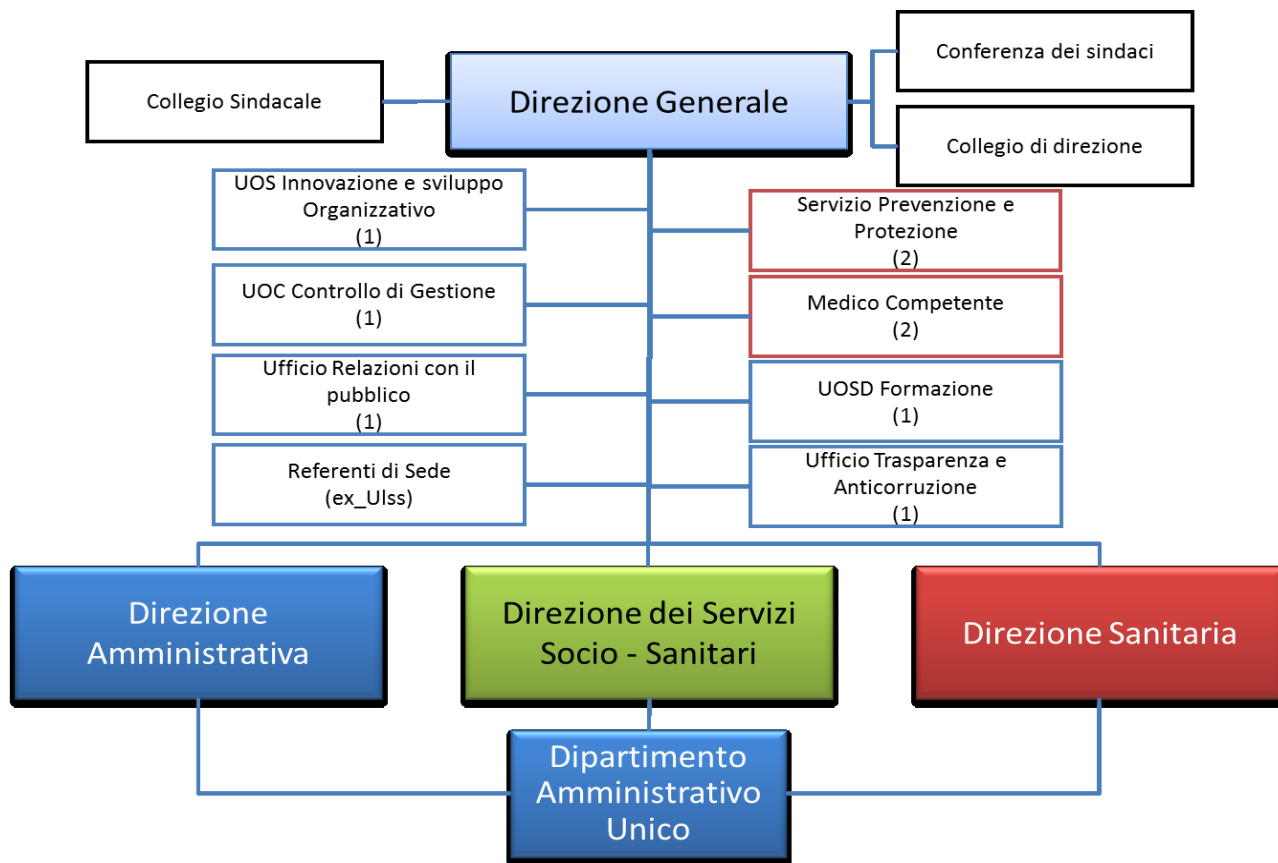 Collegio Sindacale
Direzione Generale
Conferenza dei sindaci
Collegio di direzione
UOS Innovazione e sviluppo
Organizzativo
(1)
Servizio Prevenzione e
Protezione
(2)
UOC Controllo di Gestione
(1)
Medico Competente
(2)
Ufficio Relazioni con il
pubblico
(1)
UOSD Formazione
(1)
Referenti di Sede
(ex_Ulss)
Ufficio Trasparenza e
Anticorruzione
(1)
Direzione
Amministrativa
Direzione dei Servizi
Socio - Sanitari
Direzione Sanitaria
Dipartimento
Amministrativo
Unico